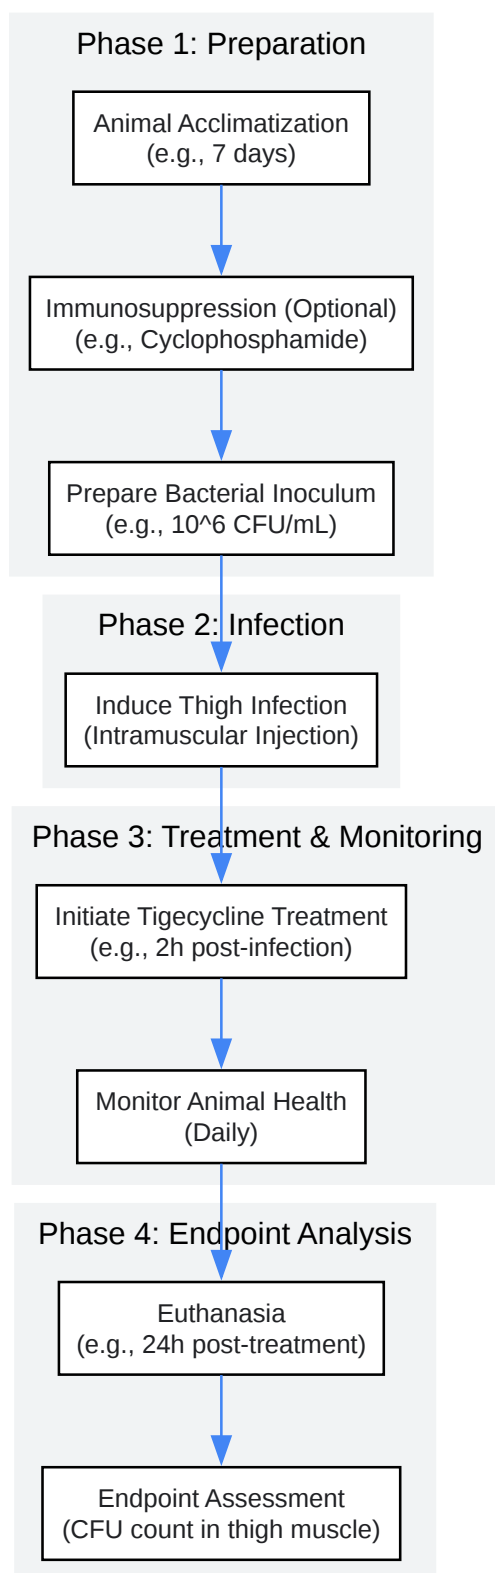 Phase 1: Preparation
Animal Acclimatization
(e.g., 7 days)
Immunosuppression (Optional)
(e.g., Cyclophosphamide)
Prepare Bacterial Inoculum
(e.g., 10^6 CFU/mL)
Phase 2: Infection
Induce Thigh Infection
(Intramuscular Injection)
Phase 3: Treatment & Monitoring
Initiate Tigecycline Treatment
(e.g., 2h post-infection)
Monitor Animal Health
(Daily)
Phase 4: Endpoint Analysis
Euthanasia
(e.g., 24h post-treatment)
Endpoint Assessment
(CFU count in thigh muscle)